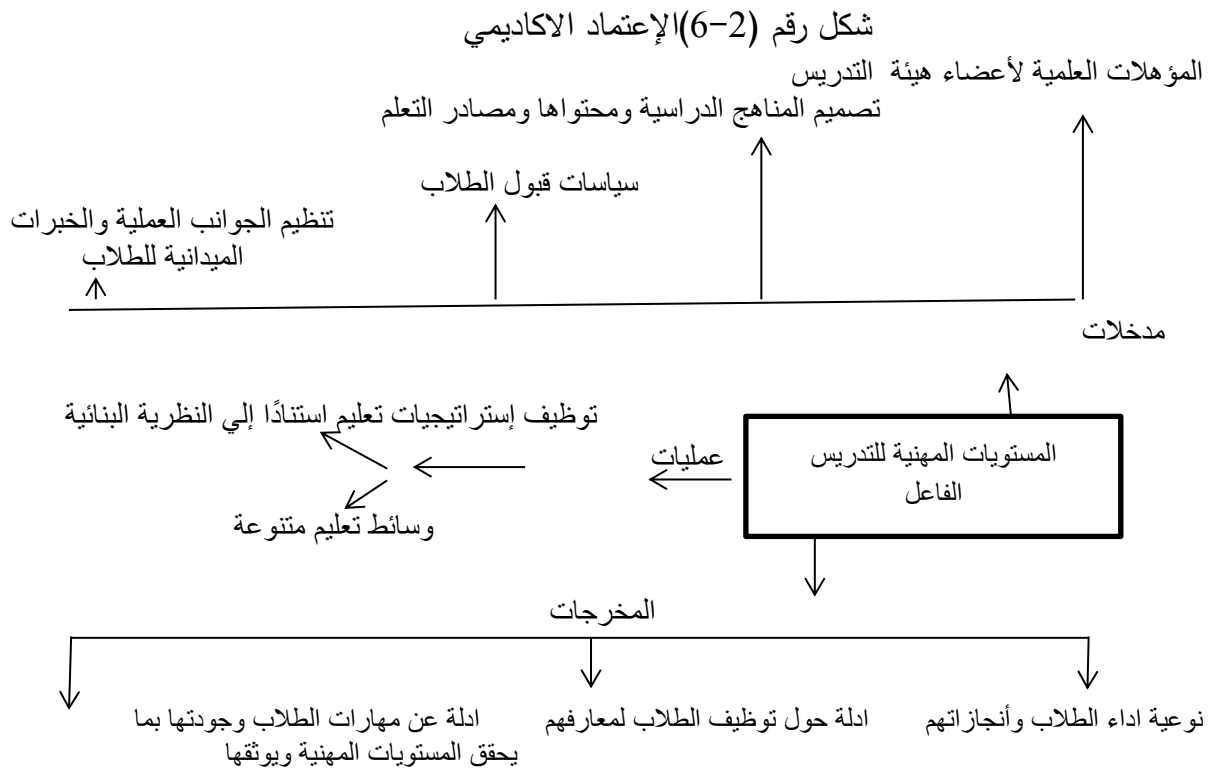 شكل رقم (2-6)الإعتماد الاكاديمي
المؤهلات العلمية لأعضاء هيئة التدريس
تصميم المناهج الدراسية ومحتواها ومصادر التعلم
سياسات قبول الطلاب
تنظيم الجوانب العملية والخبرات
الميدانية للطلاب
مدخلات
المستويات المهنية للتدريس
الفاعل
عمليات
توظيف إستراتيجيات تعليم استنادًا إلي النظرية البنائية
وسائط تعليم متنوعة
المخرجات
نوعية اداء الطلاب وأنجازاتهم
ادلة حول توظيف الطلاب لمعارفهم
ادلة عن مهارات الطلاب وجودتها بما
يحقق المستويات المهنية ويوثقها